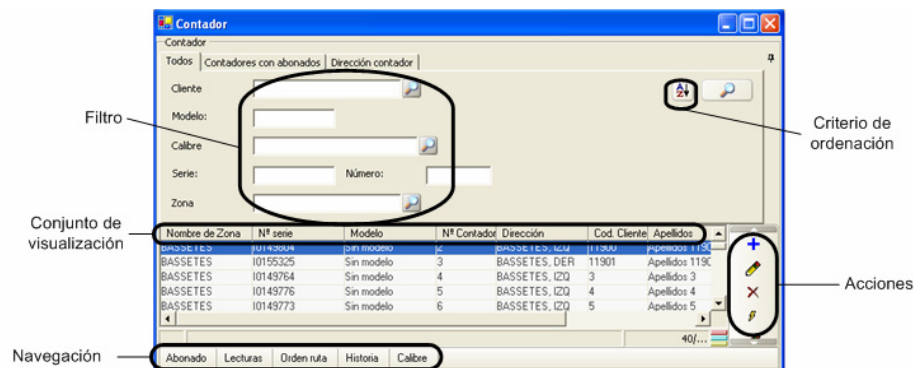 Contador
Contador
Todos Contadores con abonados Dirección contador
Cliente
Modelo:
Calibre
Serie: Número:
Zona
Filtro
Criterio de
ordenación
Conjunto de
visualización
Nombre de Zona Nº serie Modelo Nº Contador Dirección Cod. Cliente Apellidos
BASSETES I0149804 Sin modelo 2 BASSETES, IZQ 11900 Apellidos 1190
BASSETES I0155325 Sin modelo 3 BASSETES, DER 11901 Apellidos 1190
BASSETES I0149764 Sin modelo 4 BASSETES, IZQ 3 Apellidos 3
BASSETES I0149776 Sin modelo 5 BASSETES, IZQ 4 Apellidos 4
BASSETES I0149773 Sin modelo 6 BASSETES, IZQ 5 Apellidos 5
Acciones
40/...
Navegación
Abonado Lecturas Orden ruta Historia Calibre